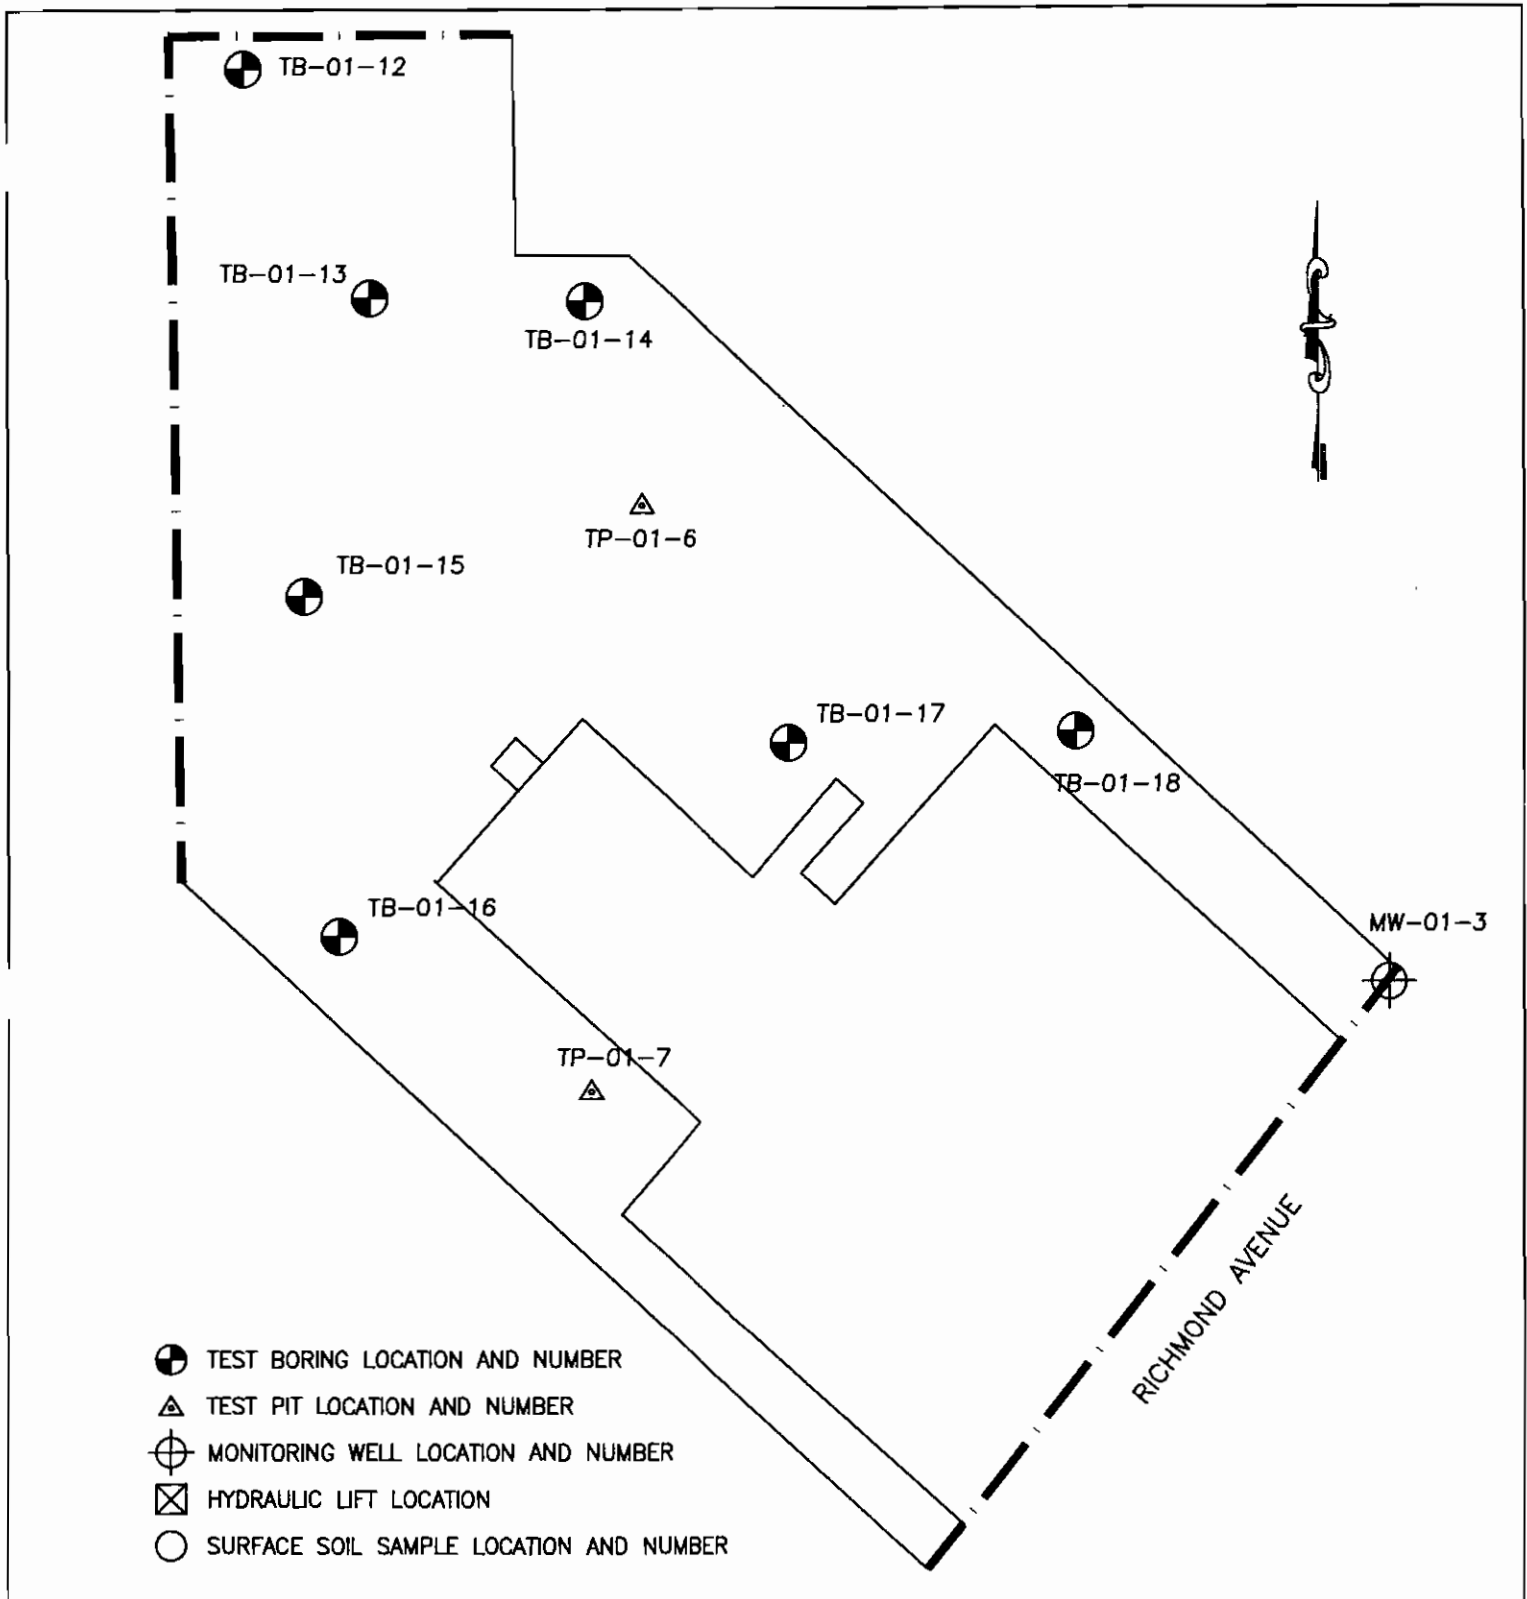 TB-01-12
TB-01-13
TB-01-14
TP-01-6
TB-01-15
TB-01-17
TB-01-18
TB-01-16
MW-01-3
TP-01-7
RICHMOND AVENUE
TEST BORING LOCATION AND NUMBER
TEST PIT LOCATION AND NUMBER
MONITORING WELL LOCATION AND NUMBER
HYDRAULIC LIFT LOCATION
SURFACE SOIL SAMPLE LOCATION AND NUMBER